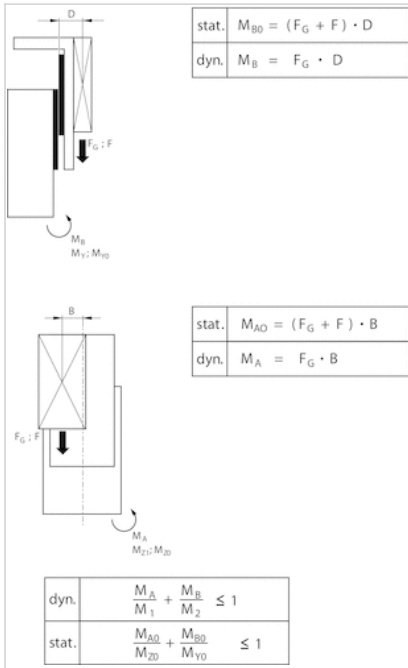 D
stat. M_B0 = (F_G + F) · D
dyn. M_B = F_G · D
F_G ; F
M_B
M_Y ; M_Y0
B
stat. M_AO = (F_G + F) · B
dyn. M_A = F_G · B
F_G ; F
M_A
M_Z1 ; M_Z0
dyn. M_A/M_1 + M_B/M_2 ≤ 1
stat. M_A0/M_Z0 + M_B0/M_Y0 ≤ 1